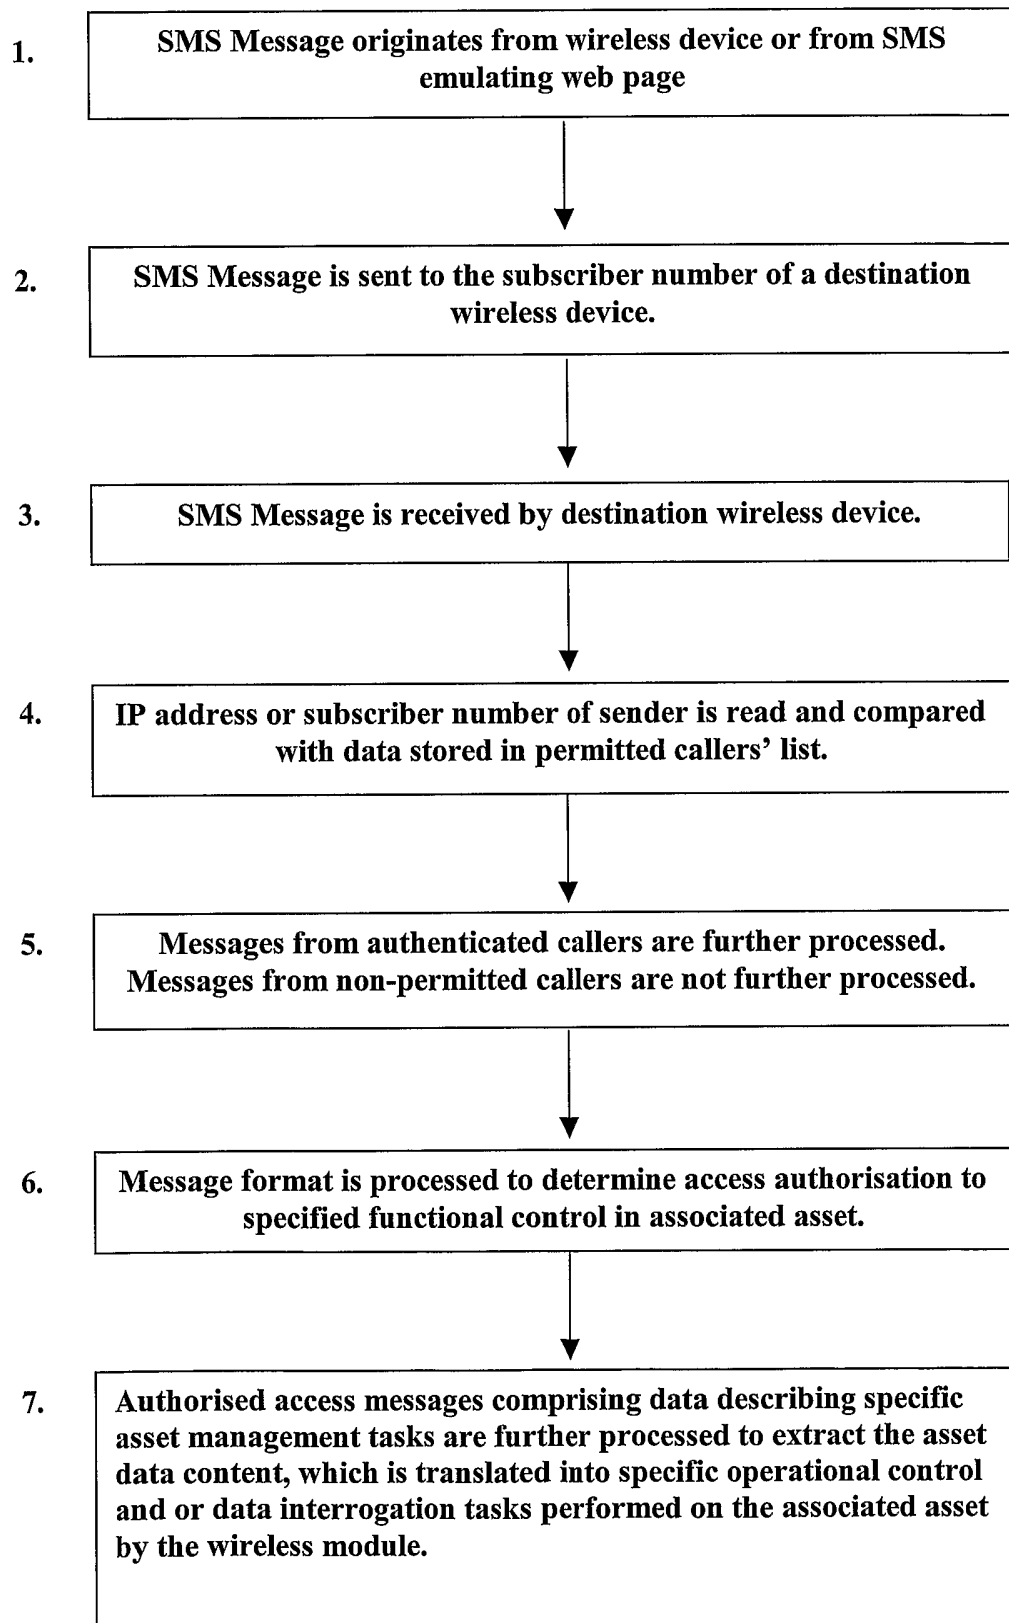 1.
SMS Message originates from wireless device or from SMS
emulating web page
2.
SMS Message is sent to the subscriber number of a destination
wireless device.
3.
SMS Message is received by destination wireless device.
4.
IP address or subscriber number of sender is read and compared
with data stored in permitted callers’ list.
5.
Messages from authenticated callers are further processed.
Messages from non-permitted callers are not further processed.
6.
Message format is processed to determine access authorisation to
specified functional control in associated asset.
7.
Authorised access messages comprising data describing specific
asset management tasks are further processed to extract the asset
data content, which is translated into specific operational control
and or data interrogation tasks performed on the associated asset
by the wireless module.